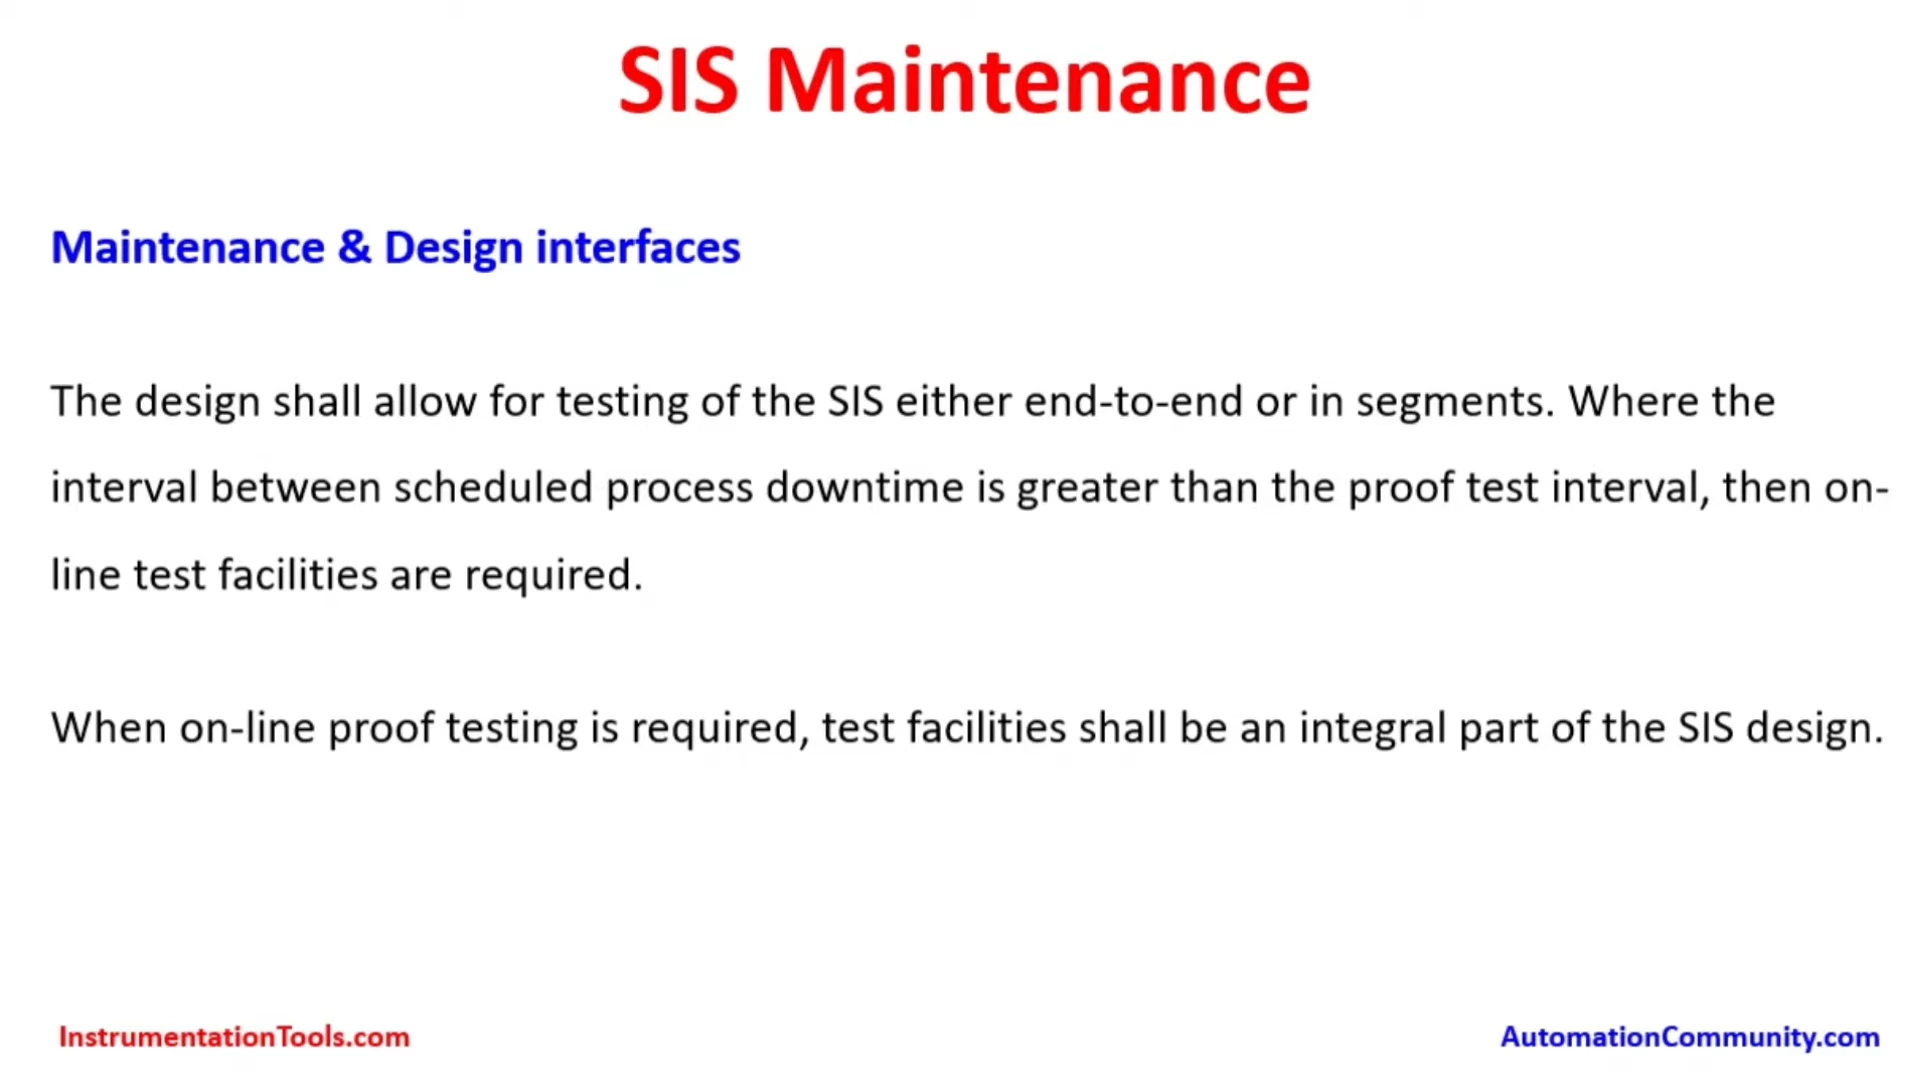 SIS Maintenance
Maintenance & Design interfaces
The design shall allow for testing of the SIS either end-to-end or in segments. Where the
interval between scheduled process downtime is greater than the proof test interval, then on-
line test facilities are required.
When on-line proof testing is required, test facilities shall be an integral part of the SIS design.
InstrumentationTools.com
AutomationCommunity.com